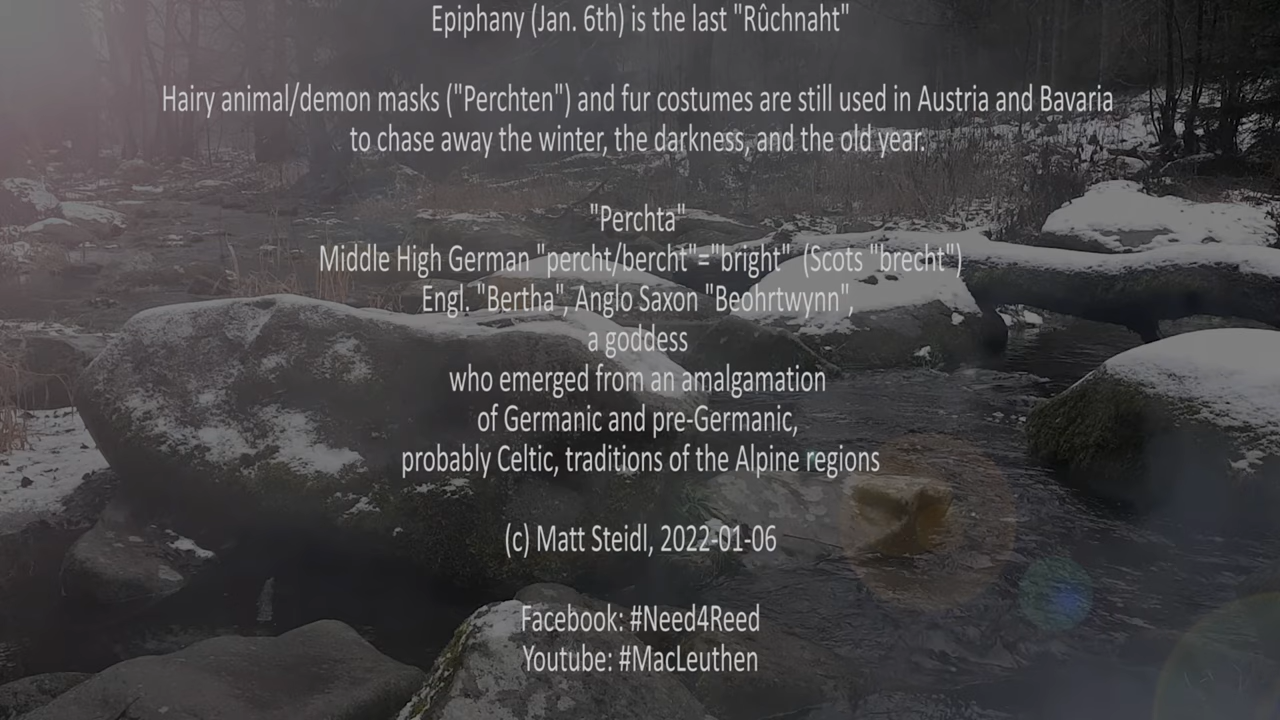 Epiphany (Jan. 6th) is the last "Rûchnaht"
Hairy animal/demon masks ("Perchten") and fur costumes are still used in Austria and Bavaria
to chase away the winter, the darkness, and the old year.
"Perchta"
Middle High German "percht/bercht"="bright" (Scots "brecht")
Engl. "Bertha", Anglo Saxon "Beohrtwynn",
a goddess
who emerged from an amalgamation
of Germanic and pre-Germanic,
probably Celtic, traditions of the Alpine regions
(c) Matt Steidl, 2022-01-06
Facebook: #Need4Reed
Youtube: #MacLeuthen